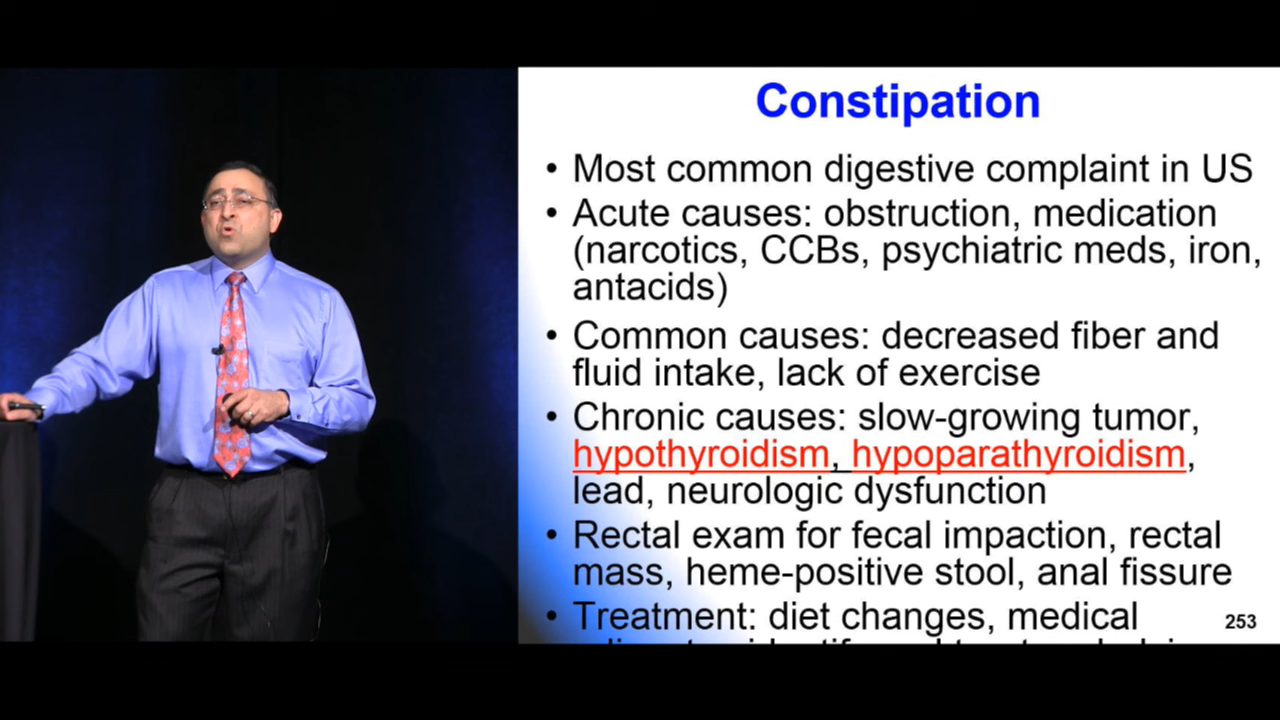 Constipation
• Most common digestive complaint in US
• Acute causes: obstruction, medication
(narcotics, CCBs, psychiatric meds, iron,
antacids)
• Common causes: decreased fiber and
fluid intake, lack of exercise
• Chronic causes: slow-growing tumor,
hypothyroidism, hypoparathyroidism,
lead, neurologic dysfunction
• Rectal exam for fecal impaction, rectal
mass, heme-positive stool, anal fissure
• Treatment: diet changes, medical
253